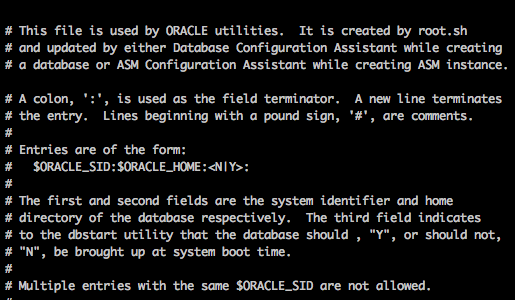 # This file is used by ORACLE utilities.  It is created by root.sh
# and updated by either Database Configuration Assistant while creating
# a database or ASM Configuration Assistant while creating ASM instance.

# A colon, ':', is used as the field terminator.  A new line terminates
# the entry.  Lines beginning with a pound sign, '#', are comments.
#
# Entries are of the form:
#   $ORACLE_SID:$ORACLE_HOME:<N|Y>:
#
# The first and second fields are the system identifier and home
# directory of the database respectively.  The third field indicates
# to the dbstart utility that the database should , "Y", or should not,
# "N", be brought up at system boot time.
#
# Multiple entries with the same $ORACLE_SID are not allowed.
#